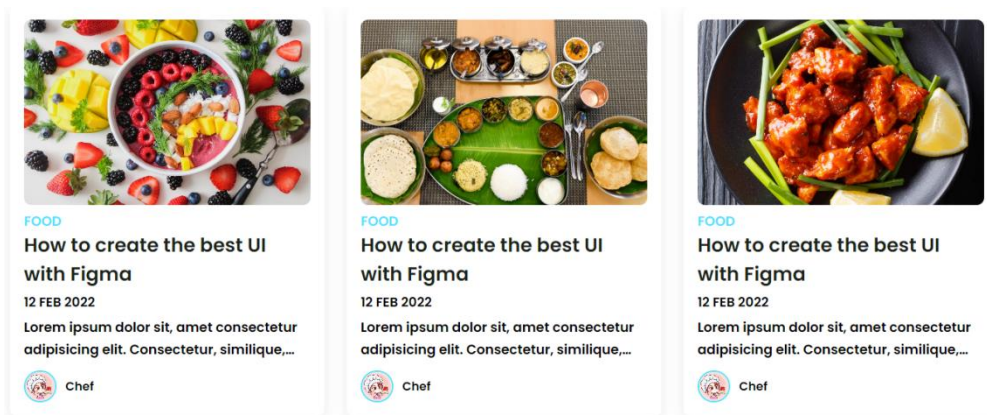 FOOD
How to create the best UI
with Figma
12 FEB 2022
Lorem ipsum dolor sit, amet consectetur
adipisicing elit. Consectetur, similique,...
Chef
FOOD
How to create the best UI
with Figma
12 FEB 2022
Lorem ipsum dolor sit, amet consectetur
adipisicing elit. Consectetur, similique,...
Chef
FOOD
How to create the best UI
with Figma
12 FEB 2022
Lorem ipsum dolor sit, amet consectetur
adipisicing elit. Consectetur, similique,...
Chef